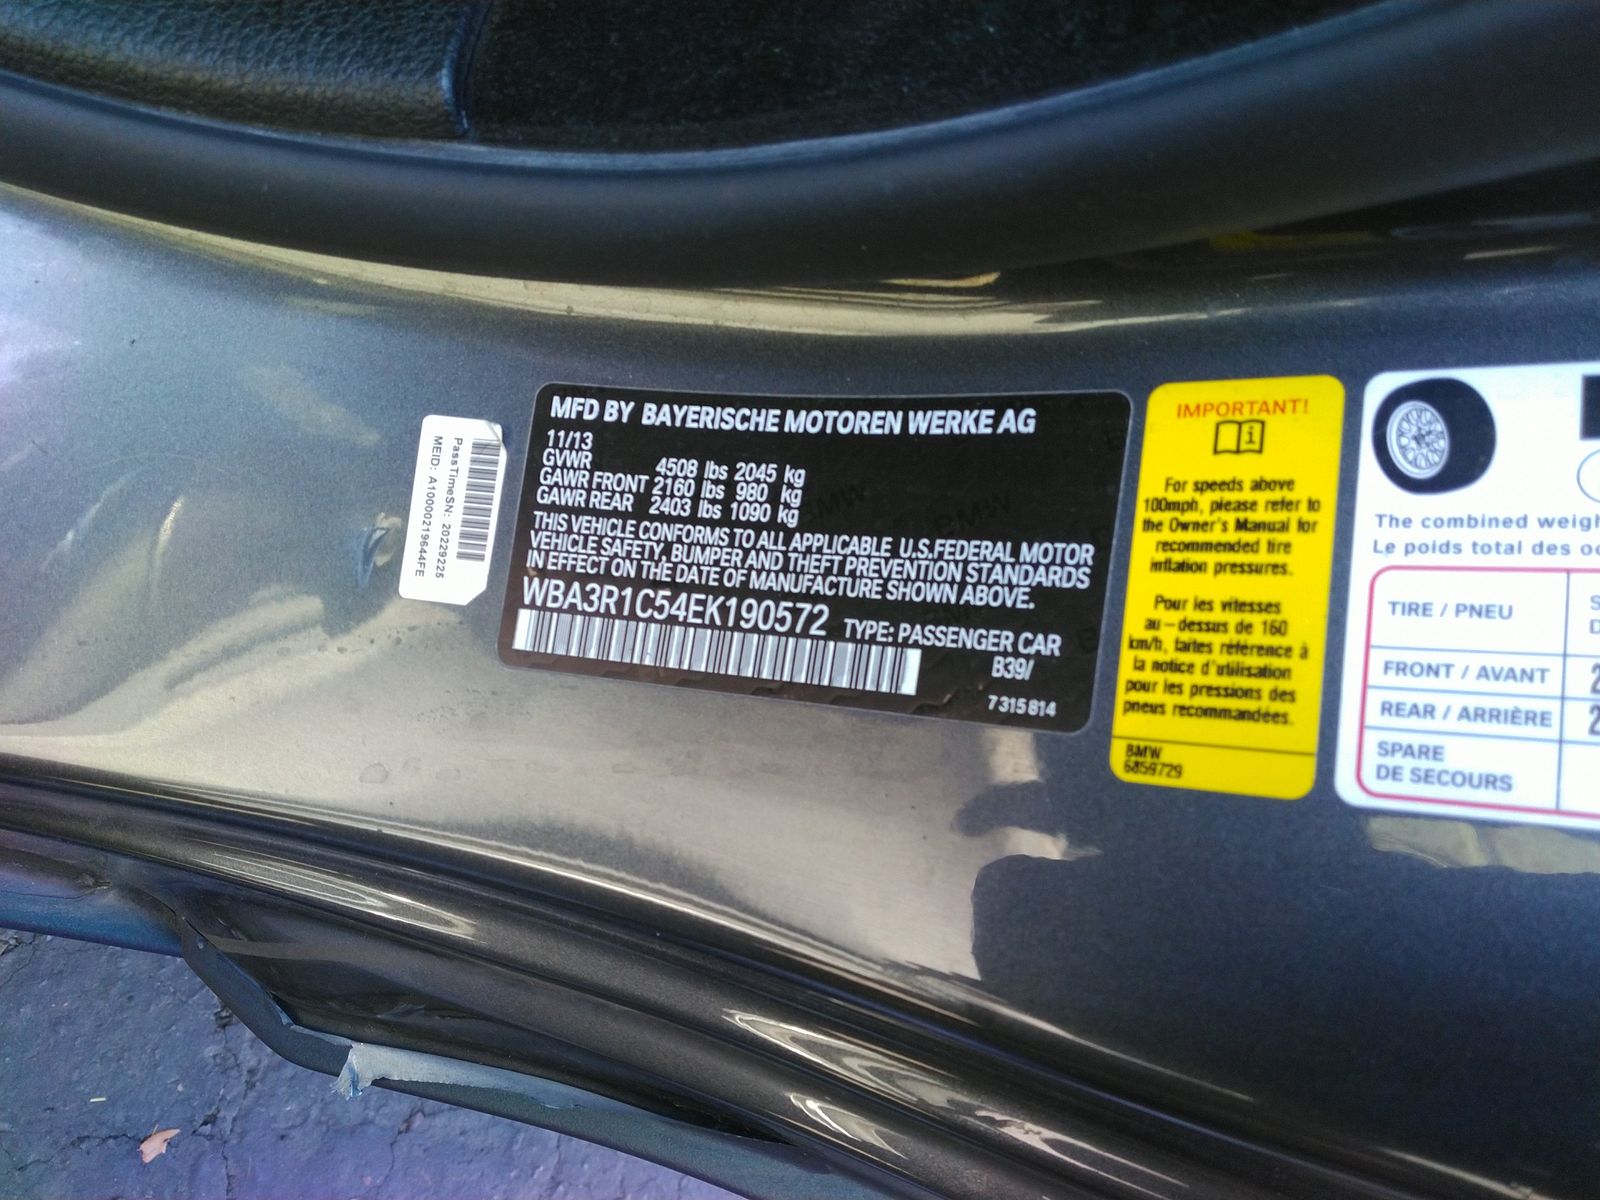 PassTimeSN: 20229225
MEID: A10000219644FE
MFD BY BAYERISCHE MOTOREN WERKE AG
11/13
GVWR 4508 lbs 2045 kg
GAWR FRONT 2160 lbs 980 kg
GAWR REAR 2403 lbs 1090 kg
THIS VEHICLE CONFORMS TO ALL APPLICABLE U.S.FEDERAL MOTOR
VEHICLE SAFETY, BUMPER AND THEFT PREVENTION STANDARDS
IN EFFECT ON THE DATE OF MANUFACTURE SHOWN ABOVE.
WBA3R1C54EK190572 TYPE: PASSENGER CAR
B39/
7315814
IMPORTANT!
For speeds above
100mph, please refer to
the Owner's Manual for
recommended tire
inflation pressures.
Pour les vitesses
au-dessus de 160
km/h, faites référence à
la notice d'utilisation
pour les pressions des
pneus recommandées.
BMW
6859729
The combined
Le poids total des
TIRE / PNEU
FRONT / AVANT
REAR / ARRIÈRE
SPARE
DE SECOURS